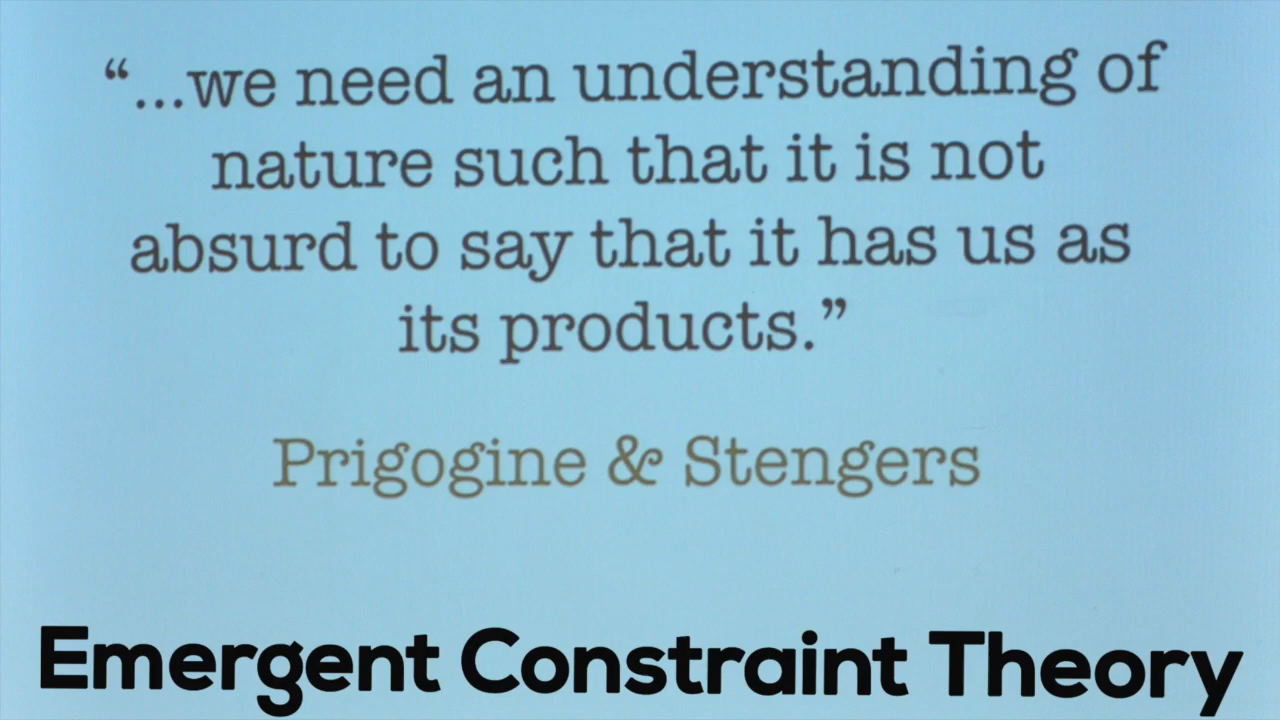 “...we need an understanding of
nature such that it is not
absurd to say that it has us as
its products.”
Prigogine & Stengers
Emergent Constraint Theory